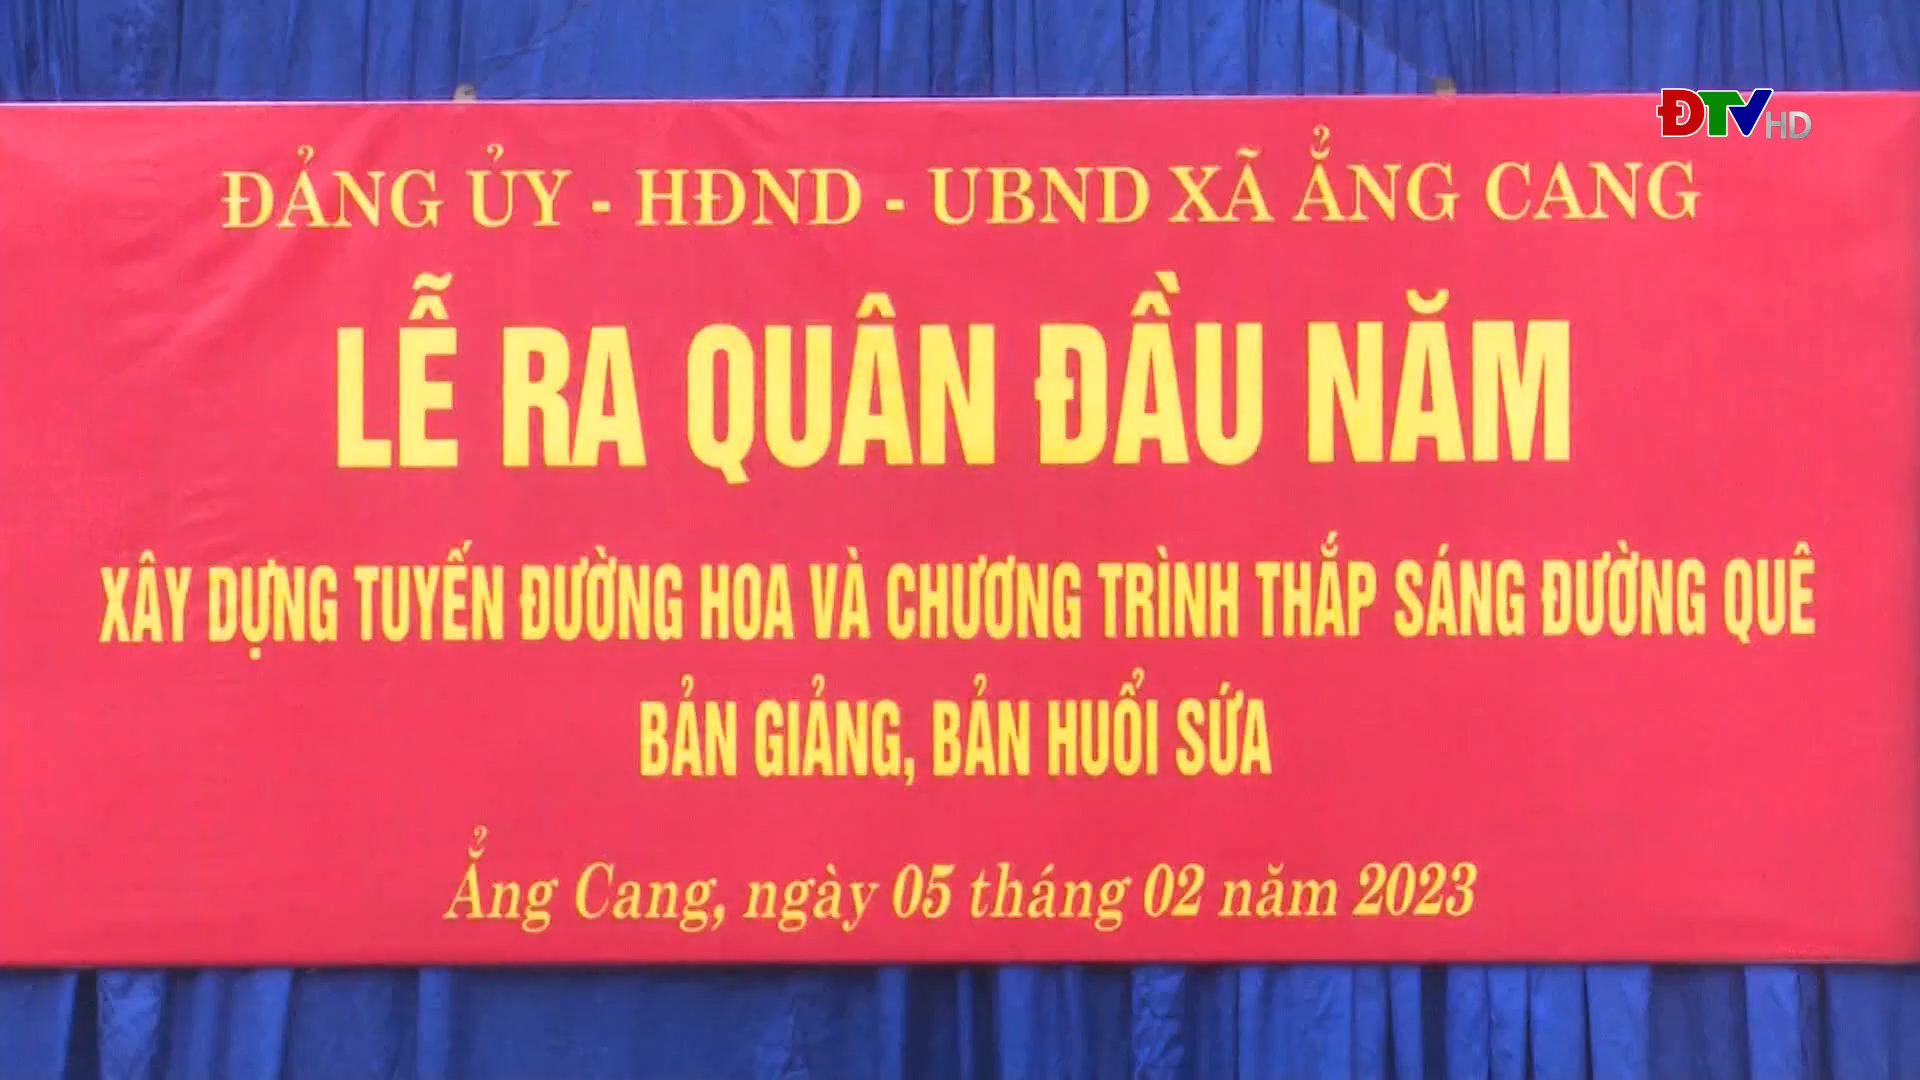 ĐTV HD
ĐẢNG ỦY - HĐND - UBND XÃ ẲNG CANG
LỄ RA QUÂN ĐẦU NĂM
XÂY DỰNG TUYẾN ĐƯỜNG HOA VÀ CHƯƠNG TRÌNH THẮP SÁNG ĐƯỜNG QUÊ
BẢN GIẢNG, BẢN HUỔI SỨA
Ẳng Cang, ngày 05 tháng 02 năm 2023